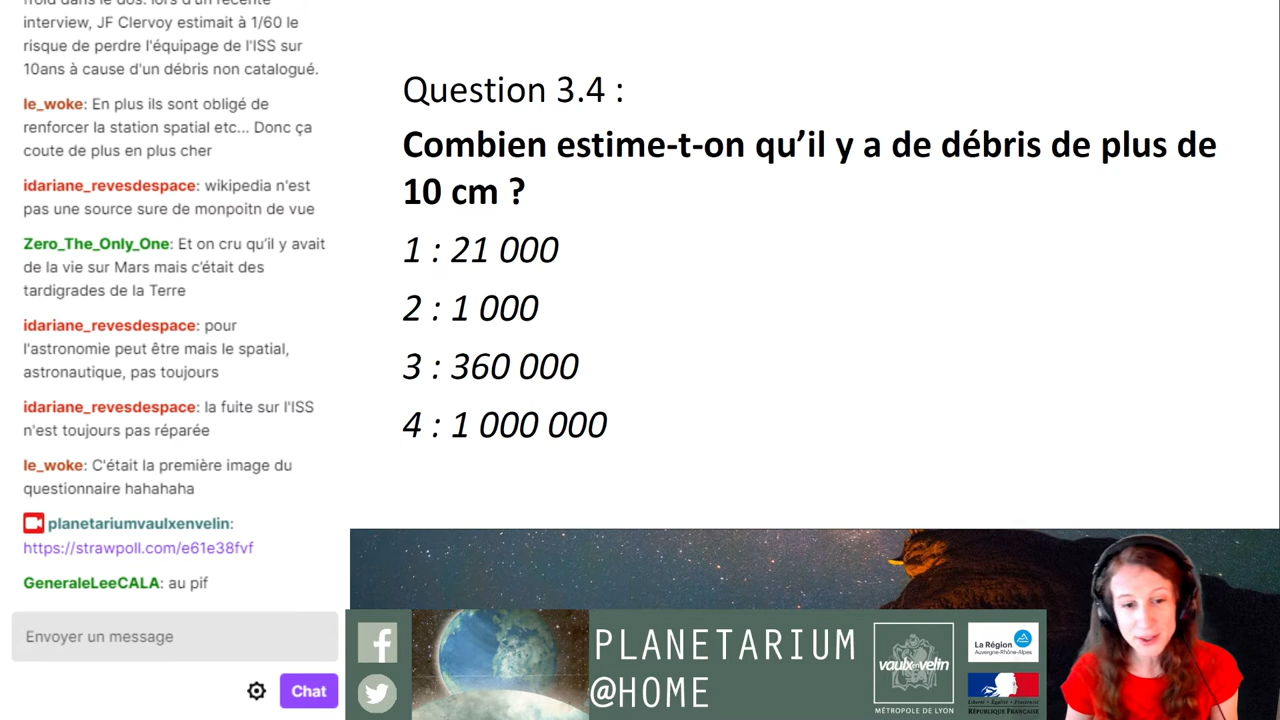 froid dans le dos: lors d'un récente
interview, JF Clervoy estimait à 1/60 le
risque de perdre l'équipage de l'ISS sur
10ans à cause d'un débris non catalogué.
le_woke: En plus ils sont obligé de
renforcer la station spatial etc... Donc ça
coute de plus en plus cher
idariane_revesdespace: wikipedia n'est
pas une source sure de monpoitn de vue
Zero_The_Only_One: Et on cru qu'il y avait
de la vie sur Mars mais c'était des
tardigrades de la Terre
idariane_revesdespace: pour
l'astronomie peut être mais le spatial,
astronautique, pas toujours
idariane_revesdespace: la fuite sur l'ISS
n'est toujours pas réparée
le_woke: C'était la première image du
questionnaire hahahaha
planetariumvaulxenvelin:
https://strawpoll.com/e61e38fvf
GeneraleLeeCALA: au pif
Envoyer un message
Chat
Question 3.4 :
Combien estime-t-on qu'il y a de débris de plus de
10 cm ?
1 : 21 000
2 : 1 000
3 : 360 000
4 : 1 000 000
PLANETARIUM
@HOME
vaulx en velin
MÉTROPOLE DE LYON
La Région
Auvergne-Rhône-Alpes
Liberté • Égalité • Fraternité
RÉPUBLIQUE FRANÇAISE